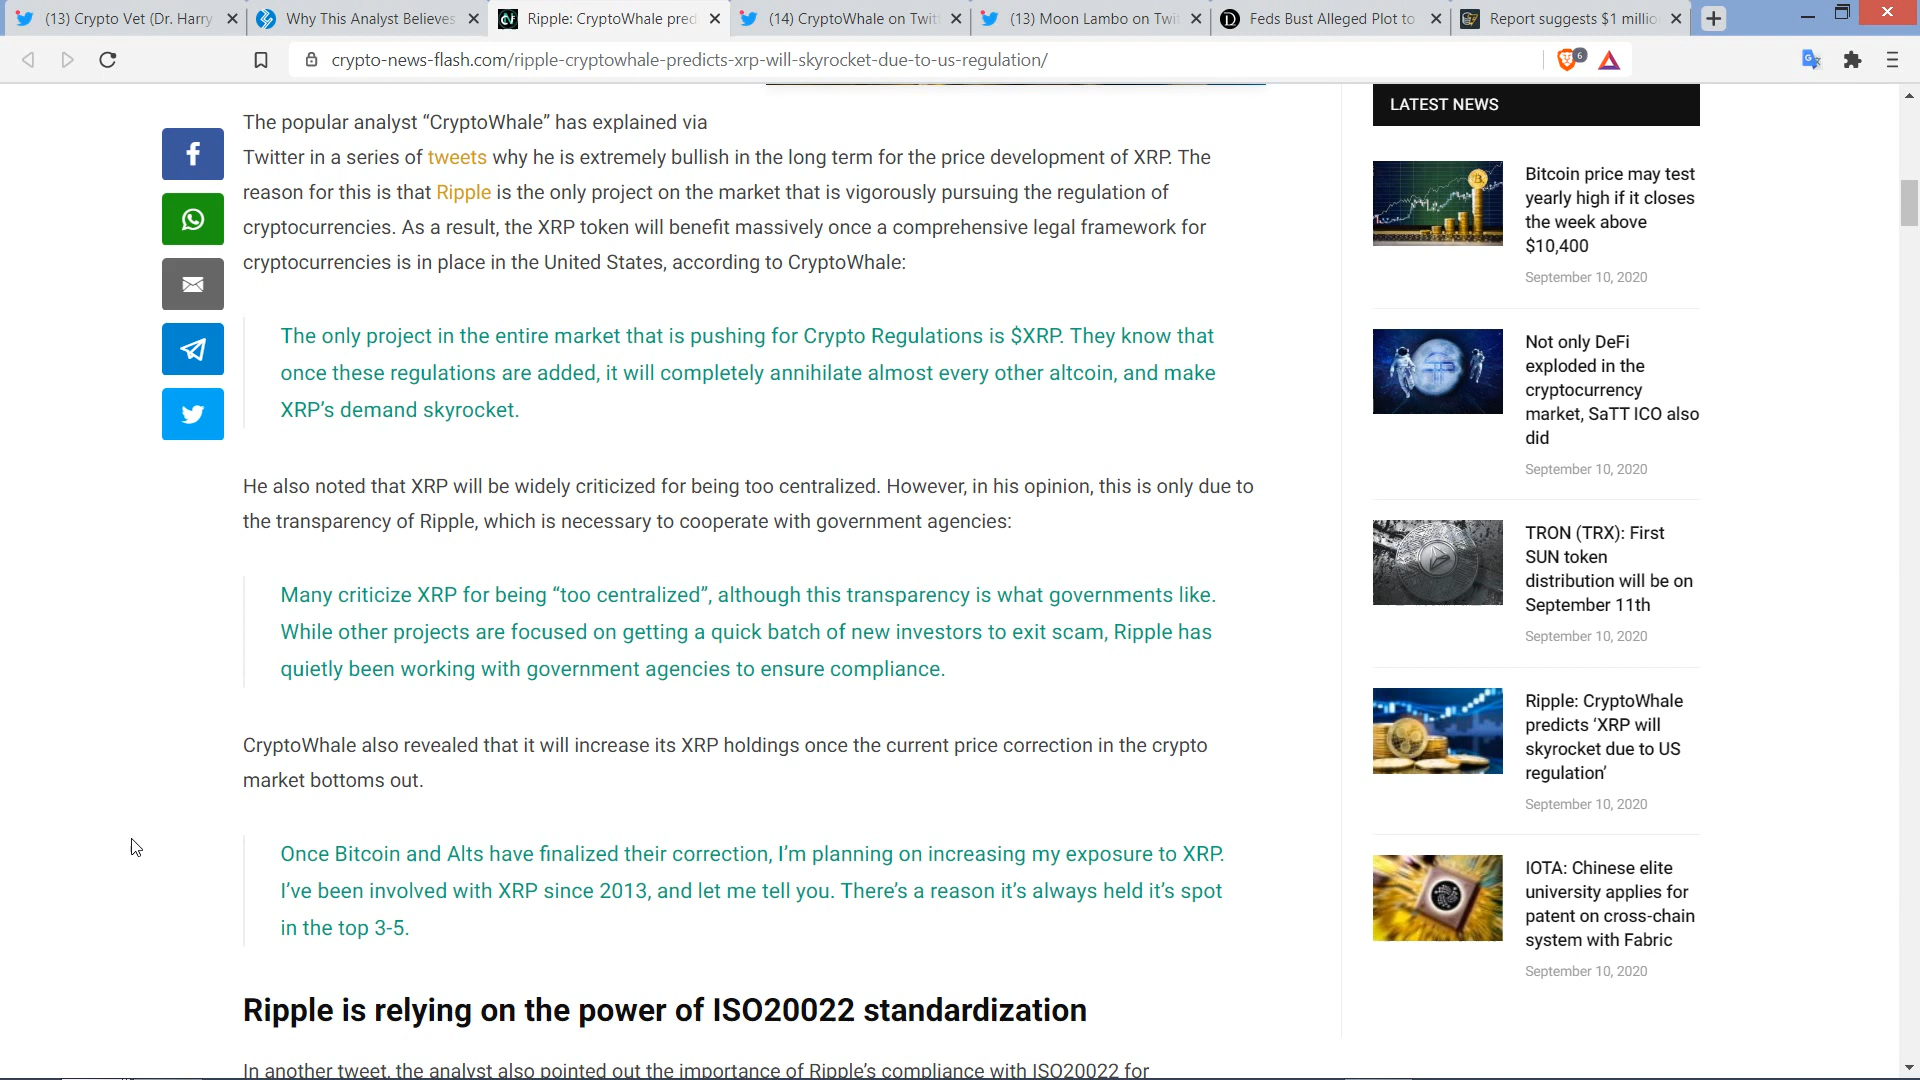 (13) Crypto Vet (Dr. Harry
Why This Analyst Believes
Ripple: CryptoWhale pred
(14) CryptoWhale on Twit
(13) Moon Lambo on Twi
Feds Bust Alleged Plot to
Report suggests $1 millio
crypto-news-flash.com/ripple-cryptowhale-predicts-xrp-will-skyrocket-due-to-us-regulation/
6
The popular analyst “CryptoWhale” has explained via
Twitter in a series of tweets why he is extremely bullish in the long term for the price development of XRP. The
reason for this is that Ripple is the only project on the market that is vigorously pursuing the regulation of
cryptocurrencies. As a result, the XRP token will benefit massively once a comprehensive legal framework for
cryptocurrencies is in place in the United States, according to CryptoWhale:
The only project in the entire market that is pushing for Crypto Regulations is $XRP. They know that
once these regulations are added, it will completely annihilate almost every other altcoin, and make
XRP’s demand skyrocket.
He also noted that XRP will be widely criticized for being too centralized. However, in his opinion, this is only due to
the transparency of Ripple, which is necessary to cooperate with government agencies:
Many criticize XRP for being “too centralized”, although this transparency is what governments like.
While other projects are focused on getting a quick batch of new investors to exit scam, Ripple has
quietly been working with government agencies to ensure compliance.
CryptoWhale also revealed that it will increase its XRP holdings once the current price correction in the crypto
market bottoms out.
Once Bitcoin and Alts have finalized their correction, I’m planning on increasing my exposure to XRP.
I’ve been involved with XRP since 2013, and let me tell you. There’s a reason it’s always held it’s spot
in the top 3-5.
Ripple is relying on the power of ISO20022 standardization
In another tweet, the analyst also pointed out the importance of Ripple’s compliance with ISO20022 for
LATEST NEWS
Bitcoin price may test
yearly high if it closes
the week above
$10,400
September 10, 2020
Not only DeFi
exploded in the
cryptocurrency
market, SaTT ICO also
did
September 10, 2020
TRON (TRX): First
SUN token
distribution will be on
September 11th
September 10, 2020
Ripple: CryptoWhale
predicts ‘XRP will
skyrocket due to US
regulation’
September 10, 2020
IOTA: Chinese elite
university applies for
patent on cross-chain
system with Fabric
September 10, 2020